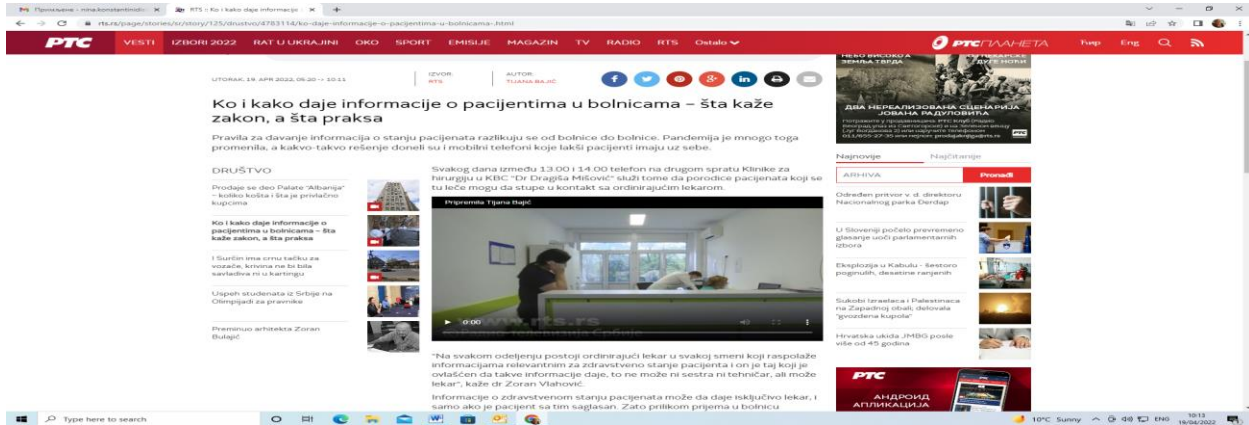 rts.rs/page/stories/sr/story/125/drustvo/4783114/ko-daje-informacije-o-pacijentima-u-bolnicama-.html
РТС VESTI IZBORI 2022 RAT U UKRAJINI OKO SPORT EMISIJE MAGAZIN TV RADIO RTS Ostalo
РТС ПЛАНЕТА Ћир Eng
UTORAK, 19. APR 2022, 05:20 -> 10:11
IZVOR:
RTS
AUTOR:
TIJANA BAJIĆ
Ko i kako daje informacije o pacijentima u bolnicama – šta kaže
zakon, a šta praksa
Pravila za davanje informacija o stanju pacijenata razlikuju se od bolnice do bolnice. Pandemija je mnogo toga
promenila, a kakvo-takvo rešenje doneli su i mobilni telefoni koje lakši pacijenti imaju uz sebe.
DRUŠTVO
Prodaje se deo Palate "Albanija"
– koliko košta i šta je privlačno
kupcima
Ko i kako daje informacije o
pacijentima u bolnicama – šta
kaže zakon, a šta praksa
I Surčin ima crnu tačku za
vozače, krivina ne bi bila
savladiva ni u kartingu
Uspeh studenata iz Srbije na
Olimpijadi za pravnike
Preminuo arhitekta Zoran
Bulajić
Svakog dana između 13.00 i 14.00 telefon na drugom spratu Klinike za
hirurgiju u KBC "Dr Dragiša Mišović" služi tome da porodice pacijenata koji se
tu leče mogu da stupe u kontakt sa ordinirajućim lekarom.
Pripremila Tijana Bajić
0:00
www.rts.rs
"Na svakom odeljenju postoji ordinirajući lekar u svakoj smeni koji raspolaže
informacijama relevantnim za zdravstveno stanje pacijenta i on je taj koji je
ovlašćen da takve informacije daje, to ne može ni sestra ni tehničar, ali može
lekar", kaže dr Zoran Vlahović.
Informacije o zdravstvenom stanju pacijenata može da daje isključivo lekar, i
samo ako je pacijent sa tim saglasan. Zato prilikom prijema u bolnicu
ЗЕМЉА ТВРДА
ДУГЕ НОЋИ
ДВА НЕРЕАЛИЗОВАНА СЦЕНАРИЈА
ЈОВАНА РАДУЛОВИЋА
Najnovije Najčitanije
ARHIVA Pronađi
Određen pritvor v. d. direktoru
Nacionalnog parka Đerdap
U Sloveniji počelo prevremeno
glasanje uoči parlamentarnih
izbora
Eksplozija u Kabulu - šestoro
poginulih, desetine ranjenih
Sukobi Izraelaca i Palestinaca
na Zapadnoj obali; delovala
"gvozdena kupola"
Hrvatska ukida JMBG posle
više od 45 godina
РТС
АНДРОИД
АПЛИКАЦИЈА
Type here to search
10°C Sunny ENG 10:13
19/04/2022